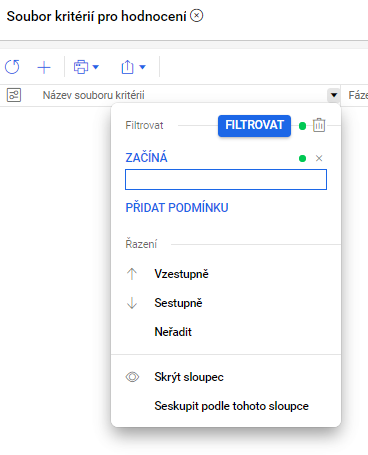 Soubor kritérií pro hodnocení
Název souboru kritérií
Fáze
Filtrovat
FILTROVAT
ZAČÍNÁ
PŘIDAT PODMÍNKU
Řazení
Vzestupně
Sestupně
Neřadit
Skrýt sloupec
Seskupit podle tohoto sloupce